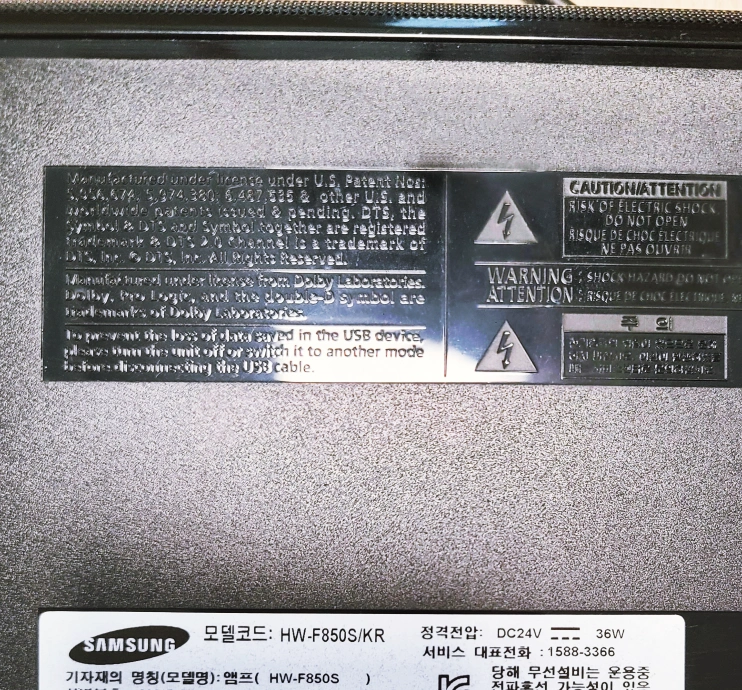 Manufactured under license under U.S. Patent Nos:
5,956,674, 5,974,380, 6,487,535 & other U.S. and
worldwide patents issued & pending. DTS, the
Symbol & DTS and Symbol together are registered
trademark & DTS 2.0 Channel is a trademark of
DTS, Inc. © DTS, Inc. All Rights Reserved.
Manufactured under license from Dolby Laboratories.
Dolby, Pro Logic, and the double-D symbol are
trademarks of Dolby Laboratories.
To prevent the loss of data saved in the USB device,
please turn the unit off or switch it to another mode
before disconnecting the USB cable.
CAUTION/ATTENTION
RISK OF ELECTRIC SHOCK
DO NOT OPEN
RISQUE DE CHOC ÉLECTRIQUE
NE PAS OUVRIR
WARNING : SHOCK HAZARD DO NOT
ATTENTION : RISQUE DE CHOC ÉLECTRIQUE
주 의
SAMSUNG
모델코드: HW-F850S/KR
정격전압: DC24V 36W
서비스 대표전화 : 1588-3366
기자재의 명칭(모델명): 앰프( HW-F850S )
당해 무선설비는 운용중
전파혼선 가능성이 있음